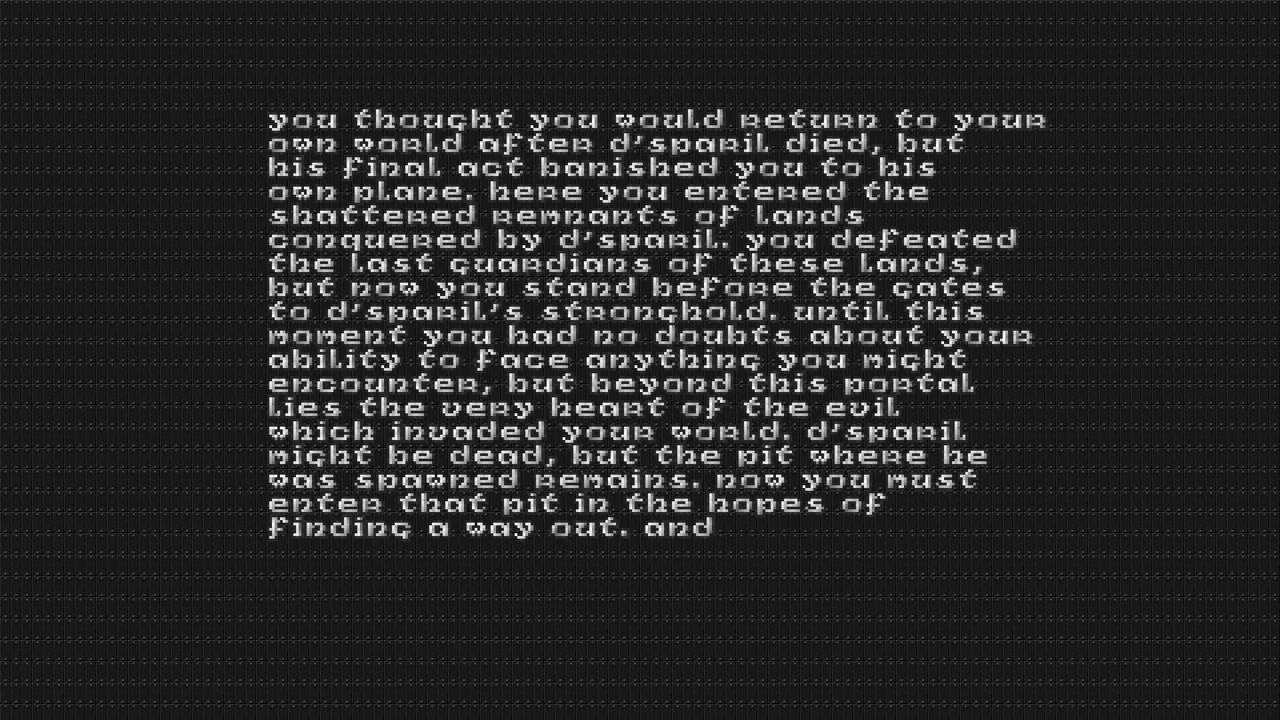 you thought you would return to your
own world after d'sparil died, but
his final act banished you to his
own plane. here you entered the
shattered remnants of lands
conquered by d'sparil. you defeated
the last guardians of these lands,
but now you stand before the gates
to d'sparil's stronghold. until this
moment you had no doubts about your
ability to face anything you might
encounter, but beyond this portal
lies the very heart of the evil
which invaded your world. d'sparil
might be dead, but the pit where he
was spawned remains. now you must
enter that pit in the hopes of
finding a way out. and